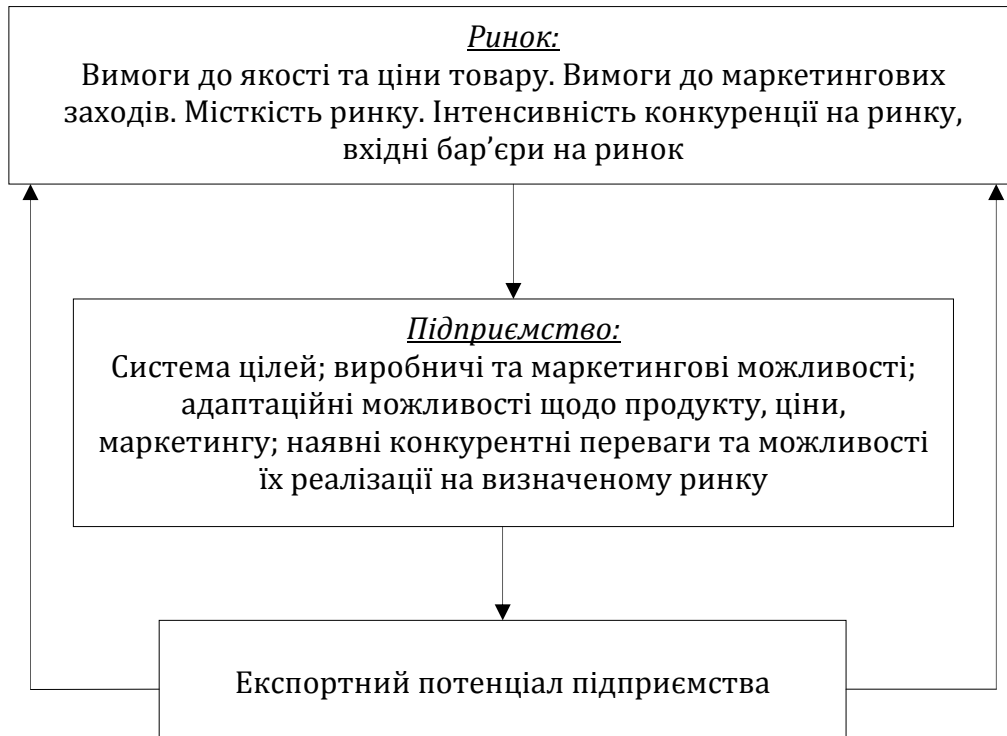 Ринок:
Вимоги до якості та ціни товару. Вимоги до маркетингових
заходів. Місткість ринку. Інтенсивність конкуренції на ринку,
вхідні бар’єри на ринок
Підприємство:
Система цілей; виробничі та маркетингові можливості;
адаптаційні можливості щодо продукту, ціни,
маркетингу; наявні конкурентні переваги та можливості
їх реалізації на визначеному ринку
Експортний потенціал підприємства